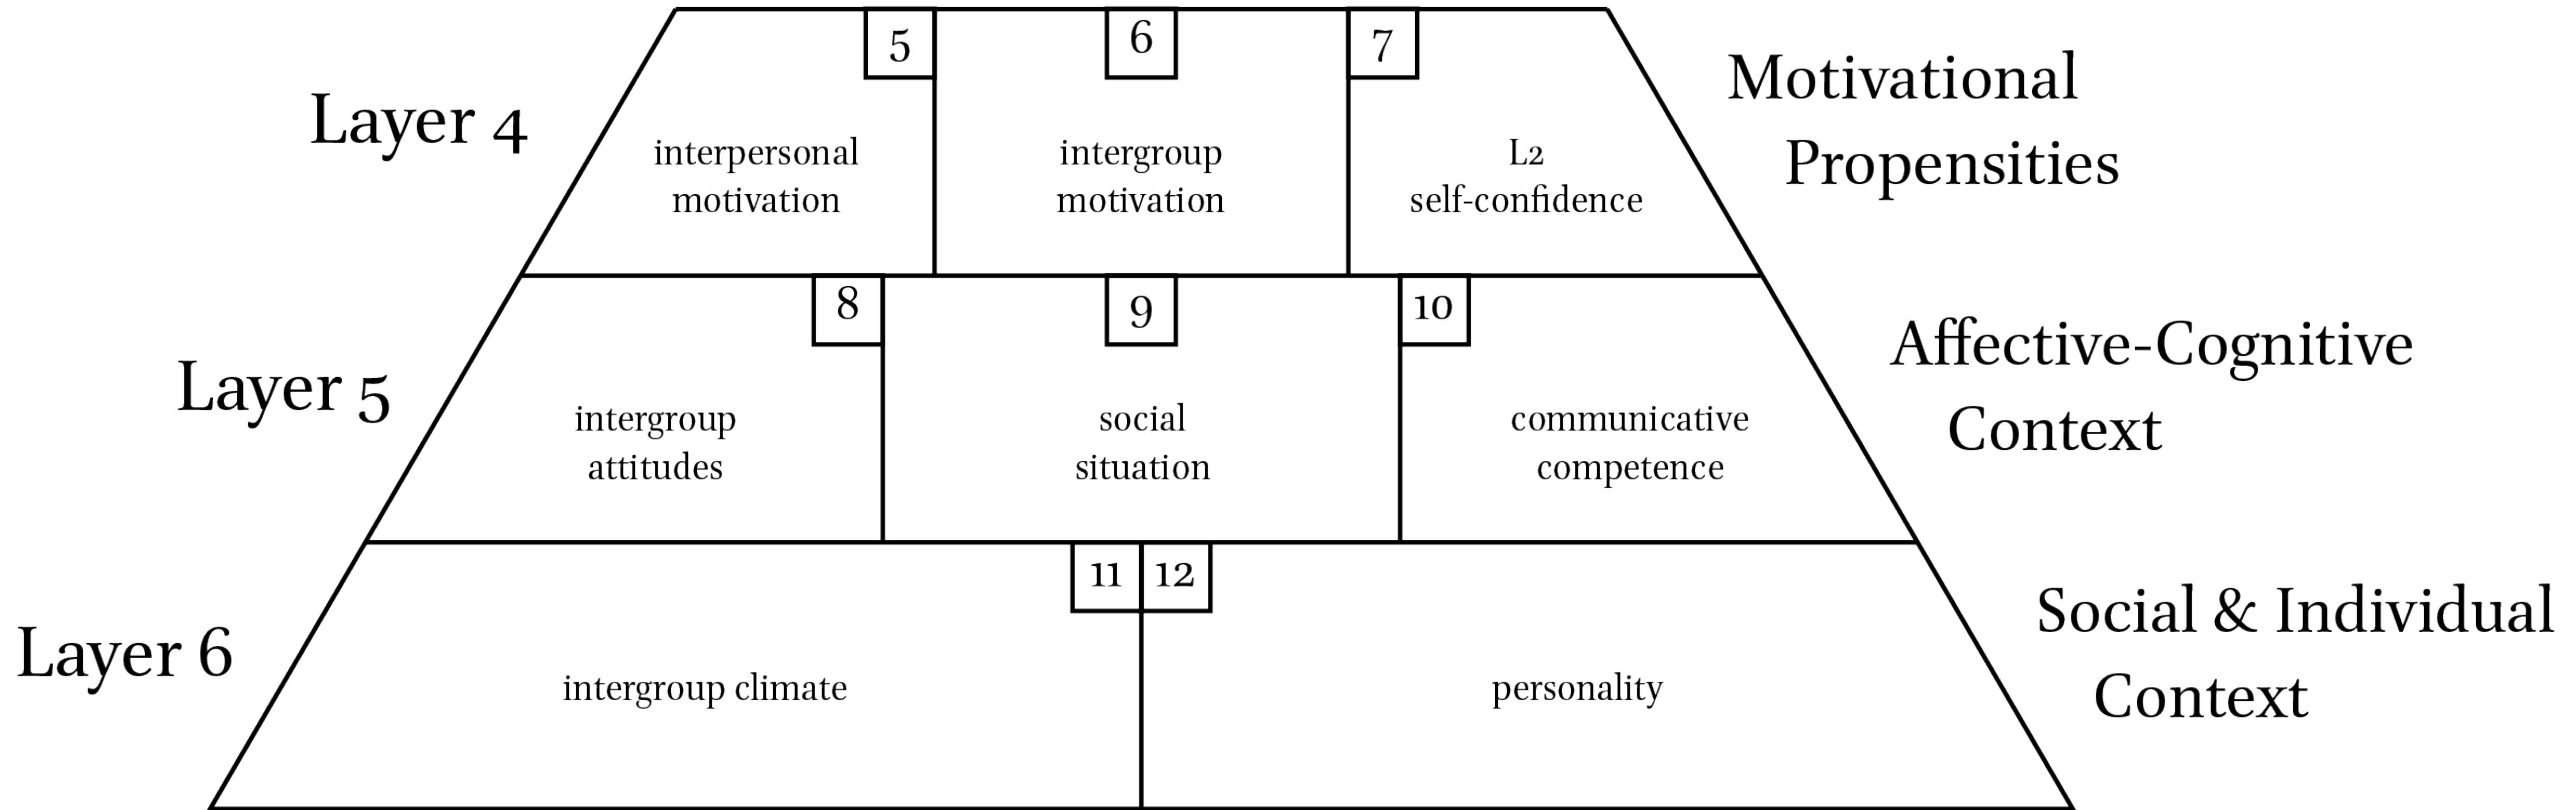 5
6
7
Layer 4
interpersonal
motivation
intergroup
motivation
L2
self-confidence
Motivational
Propensities
8
9
10
Layer 5
intergroup
attitudes
social
situation
communicative
competence
Affective-Cognitive
Context
11
12
Layer 6
intergroup climate
personality
Social & Individual
Context